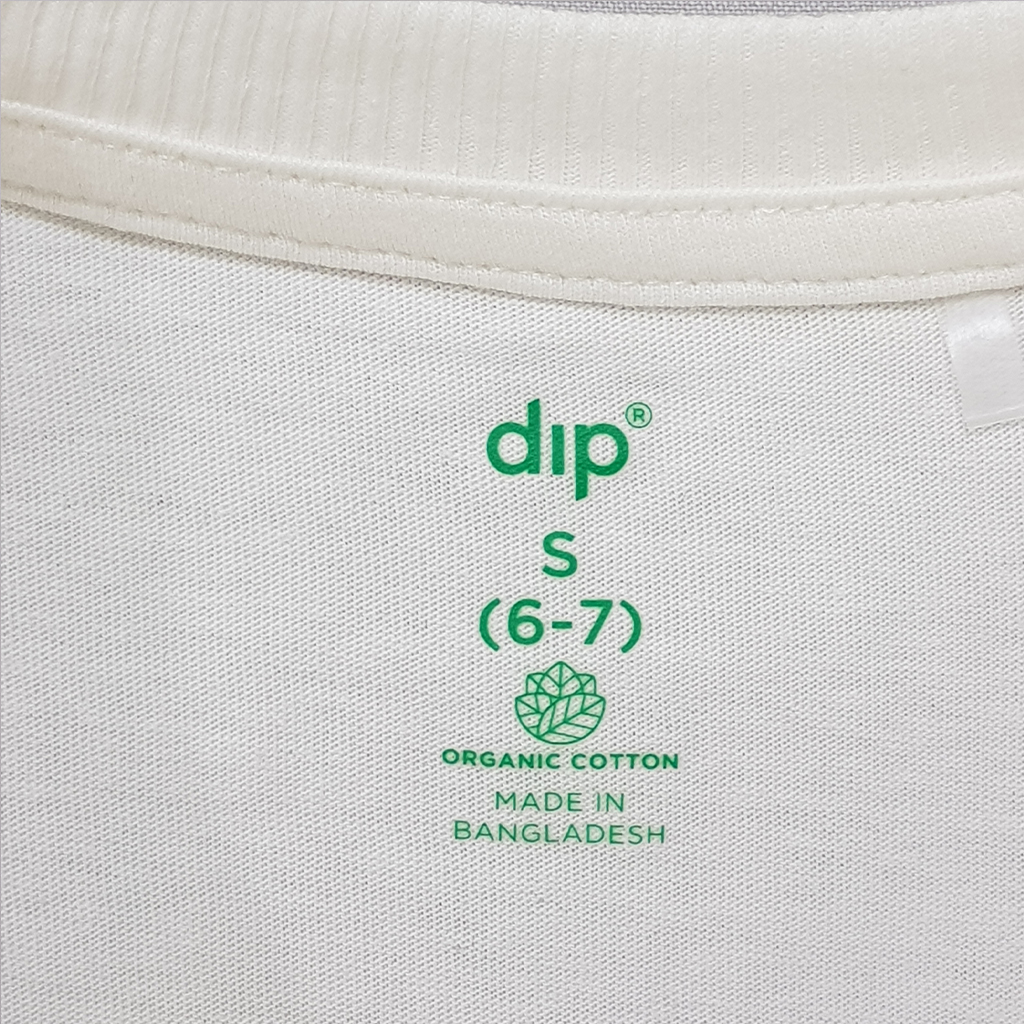 dip®
S
(6-7)
ORGANIC COTTON
MADE IN
BANGLADESH